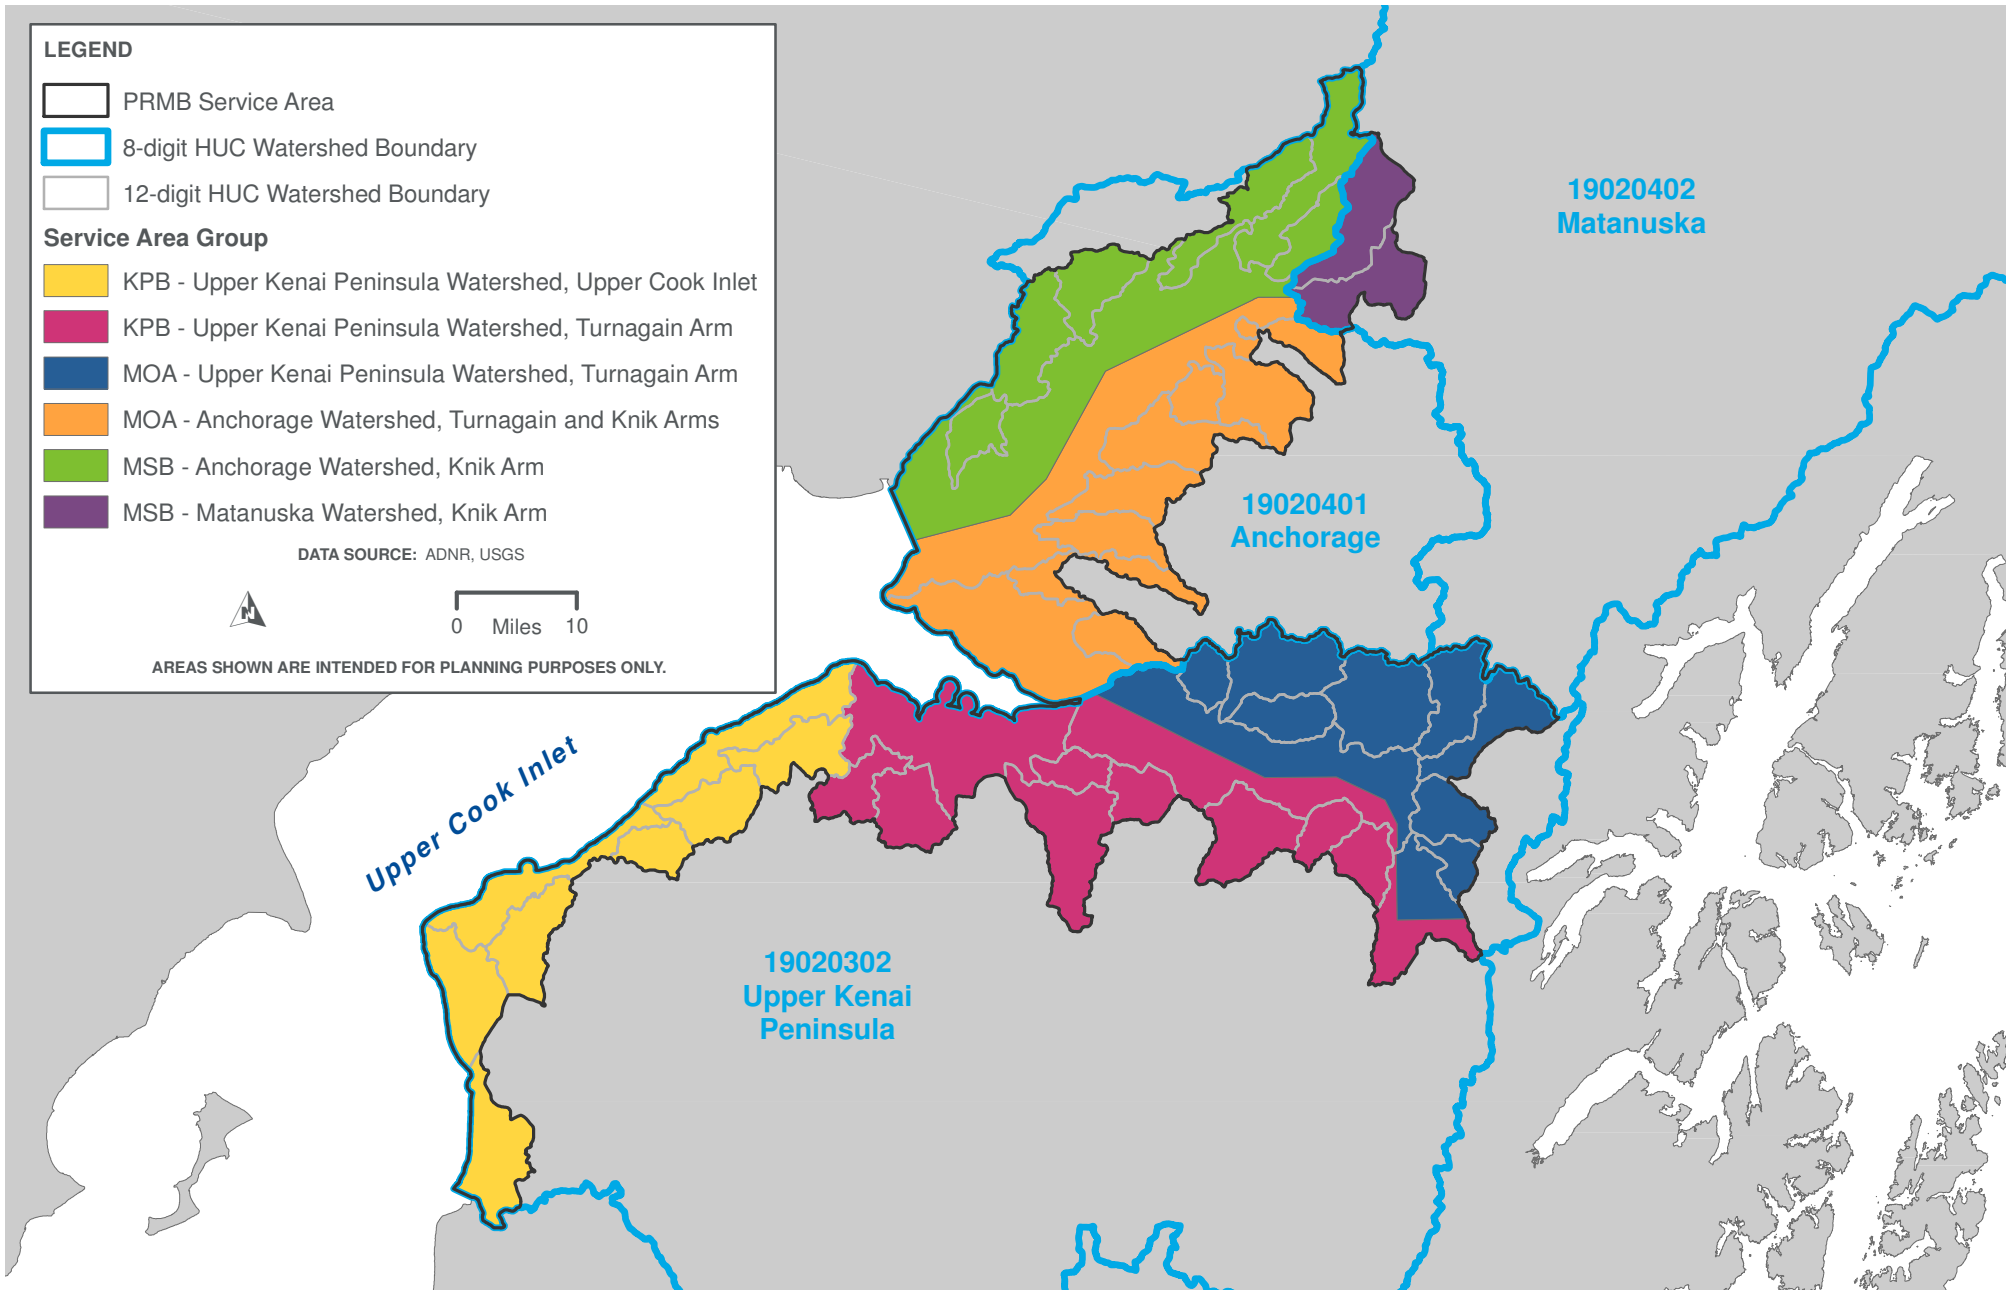 LEGEND
PRMB Service Area
8-digit HUC Watershed Boundary
12-digit HUC Watershed Boundary
Service Area Group
KPB - Upper Kenai Peninsula Watershed, Upper Cook Inlet
KPB - Upper Kenai Peninsula Watershed, Turnagain Arm
MOA - Upper Kenai Peninsula Watershed, Turnagain Arm
MOA - Anchorage Watershed, Turnagain and Knik Arms
MSB - Anchorage Watershed, Knik Arm
MSB - Matanuska Watershed, Knik Arm
DATA SOURCE: ADNR, USGS
N
0 Miles 10
AREAS SHOWN ARE INTENDED FOR PLANNING PURPOSES ONLY.
19020402
Matanuska
19020401
Anchorage
Upper Cook Inlet
19020302
Upper Kenai
Peninsula